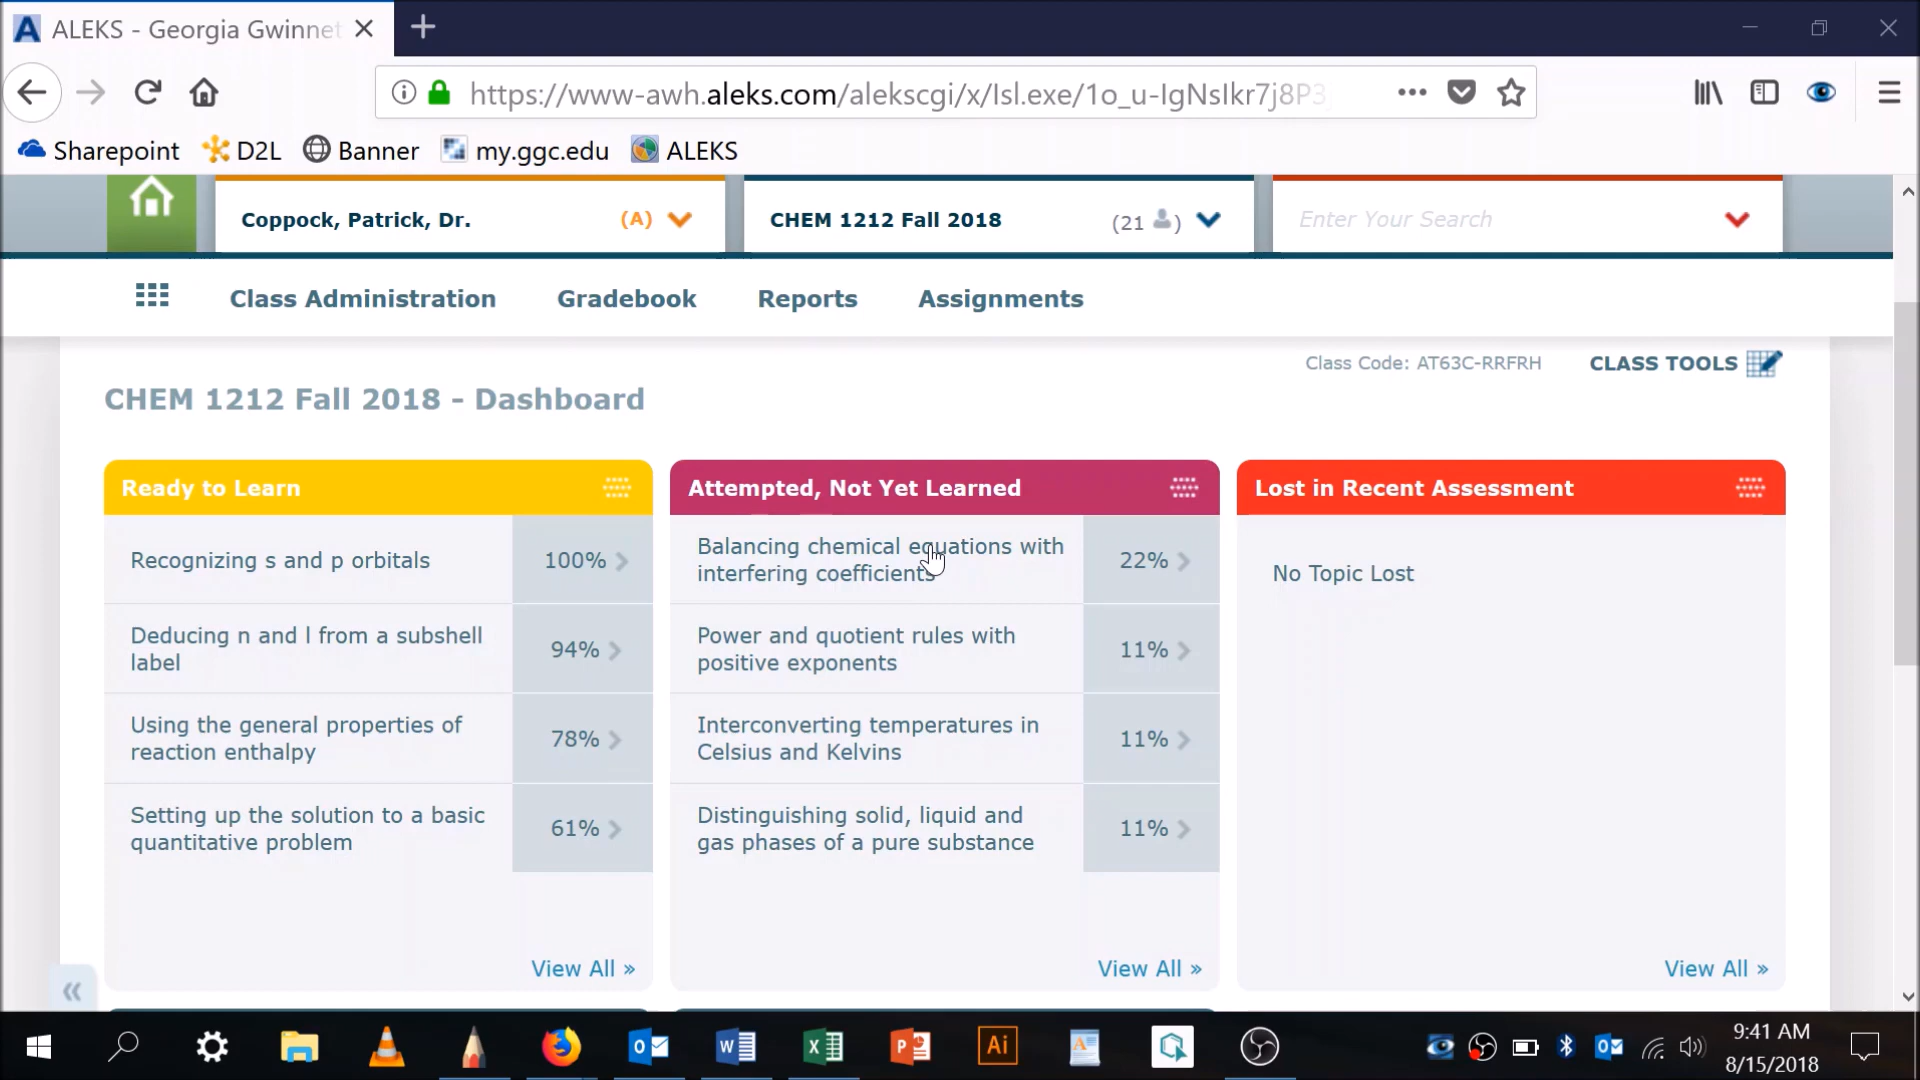 ALEKS - Georgia Gwinnet
https://www-awh.aleks.com/alekscgi/x/Isl.exe/1o_u-IgNsIkr7j8P3
Sharepoint D2L Banner my.ggc.edu ALEKS
Coppock, Patrick, Dr. (A) CHEM 1212 Fall 2018 (21 ) Enter Your Search
Class Administration Gradebook Reports Assignments
Class Code: AT63C-RRFRH CLASS TOOLS
CHEM 1212 Fall 2018 - Dashboard
Ready to Learn
Recognizing s and p orbitals 100%
Deducing n and l from a subshell
label
94%
Using the general properties of
reaction enthalpy
78%
Setting up the solution to a basic
quantitative problem
61%
View All »
Attempted, Not Yet Learned
Balancing chemical equations with
interfering coefficients
22%
Power and quotient rules with
positive exponents
11%
Interconverting temperatures in
Celsius and Kelvins
11%
Distinguishing solid, liquid and
gas phases of a pure substance
11%
View All »
Lost in Recent Assessment
No Topic Lost
View All »
Ai
9:41 AM
8/15/2018